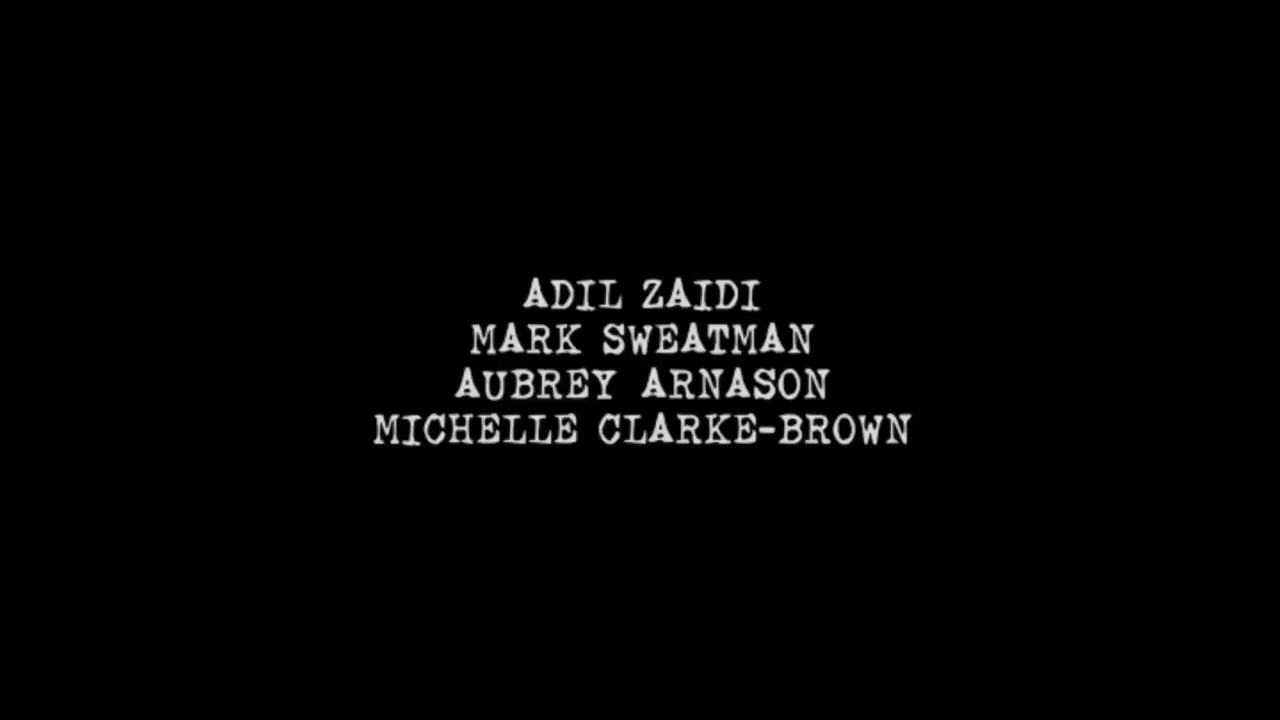 ADIL ZAIDI
MARK SWEATMAN
AUBREY ARNASON
MICHELLE CLARKE-BROWN